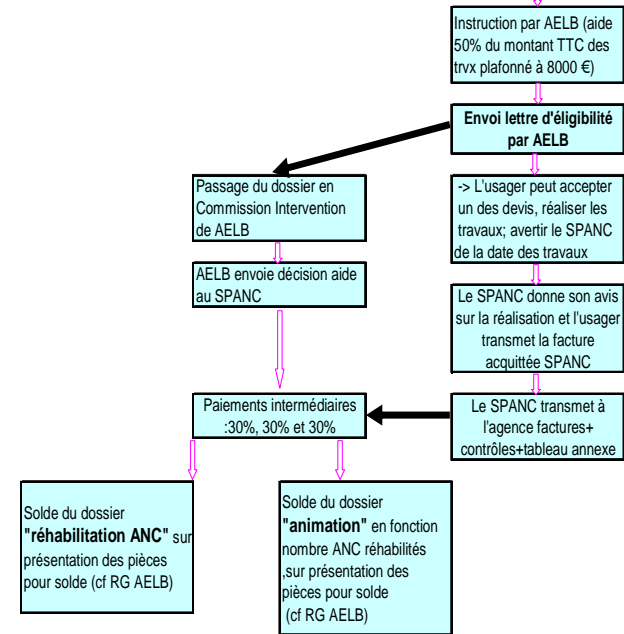 Instruction par AELB (aide
50% du montant TTC des
trvx plafonné à 8000 €)
Envoi lettre d'éligibilité
par AELB
Passage du dossier en
Commission Intervention
de AELB
-> L'usager peut accepter
un des devis, réaliser les
travaux; avertir le SPANC
de la date des travaux
AELB envoie décision aide
au SPANC
Le SPANC donne son avis
sur la réalisation et l'usager
transmet la facture
acquittée SPANC
Paiements intermédiaires
:30%, 30% et 30%
Le SPANC transmet à
l'agence factures+
contrôles+tableau annexe
Solde du dossier
"réhabilitation ANC" sur
présentation des pièces
pour solde (cf RG AELB)
Solde du dossier
"animation" en fonction
nombre ANC réhabilités
,sur présentation des
pièces pour solde
(cf RG AELB)